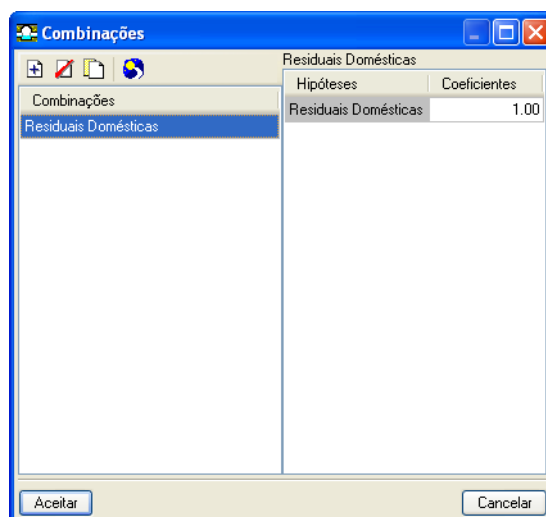 Combinações
Residuais Domésticas
Hipóteses Coeficientes
Combinações
Residuais Domésticas 1.00
Residuais Domésticas
Aceitar Cancelar